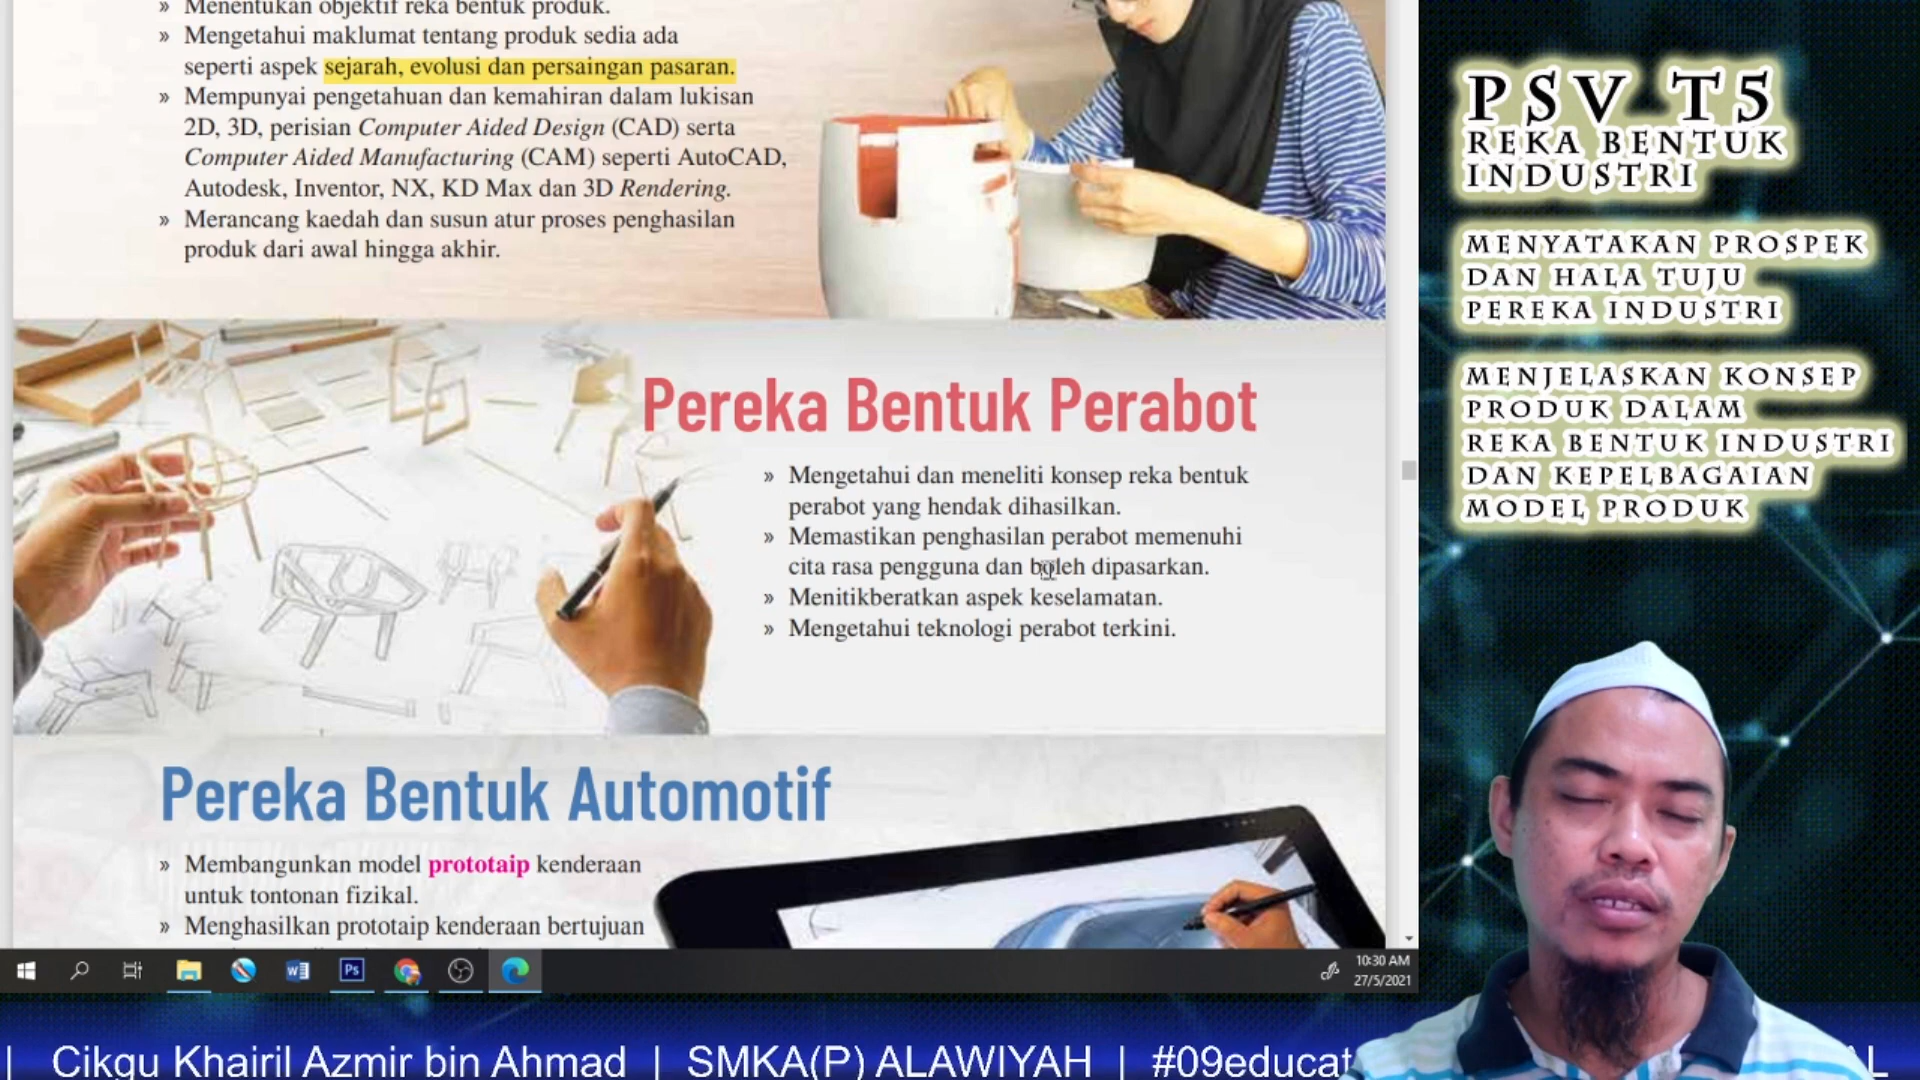 » Menentukan objektif reka bentuk produk.
» Mengetahui maklumat tentang produk sedia ada
seperti aspek sejarah, evolusi dan persaingan pasaran.
» Mempunyai pengetahuan dan kemahiran dalam lukisan
2D, 3D, perisian Computer Aided Design (CAD) serta
Computer Aided Manufacturing (CAM) seperti AutoCAD,
Autodesk, Inventor, NX, KD Max dan 3D Rendering.
» Merancang kaedah dan susun atur proses penghasilan
produk dari awal hingga akhir.
Pereka Bentuk Perabot
» Mengetahui dan meneliti konsep reka bentuk
perabot yang hendak dihasilkan.
» Memastikan penghasilan perabot memenuhi
cita rasa pengguna dan boleh dipasarkan.
» Menitikberatkan aspek keselamatan.
» Mengetahui teknologi perabot terkini.
Pereka Bentuk Automotif
» Membangunkan model prototaip kenderaan
untuk tontonan fizikal.
» Menghasilkan prototaip kenderaan bertujuan
PSV T5
REKA BENTUK
INDUSTRI
MENYATAKAN PROSPEK
DAN HALA TUJU
PEREKA INDUSTRI
MENJELASKAN KONSEP
PRODUK DALAM
REKA BENTUK INDUSTRI
DAN KEPELBAGAIAN
MODEL PRODUK
Ps
10:30 AM
27/5/2021
| Cikgu Khairil Azmir bin Ahmad | SMKA(P) ALAWIYAH | #09educat